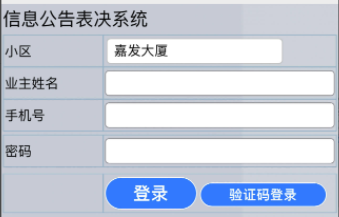 信息公告表决系统
小区 嘉发大厦
业主姓名
手机号
密码
登录 验证码登录